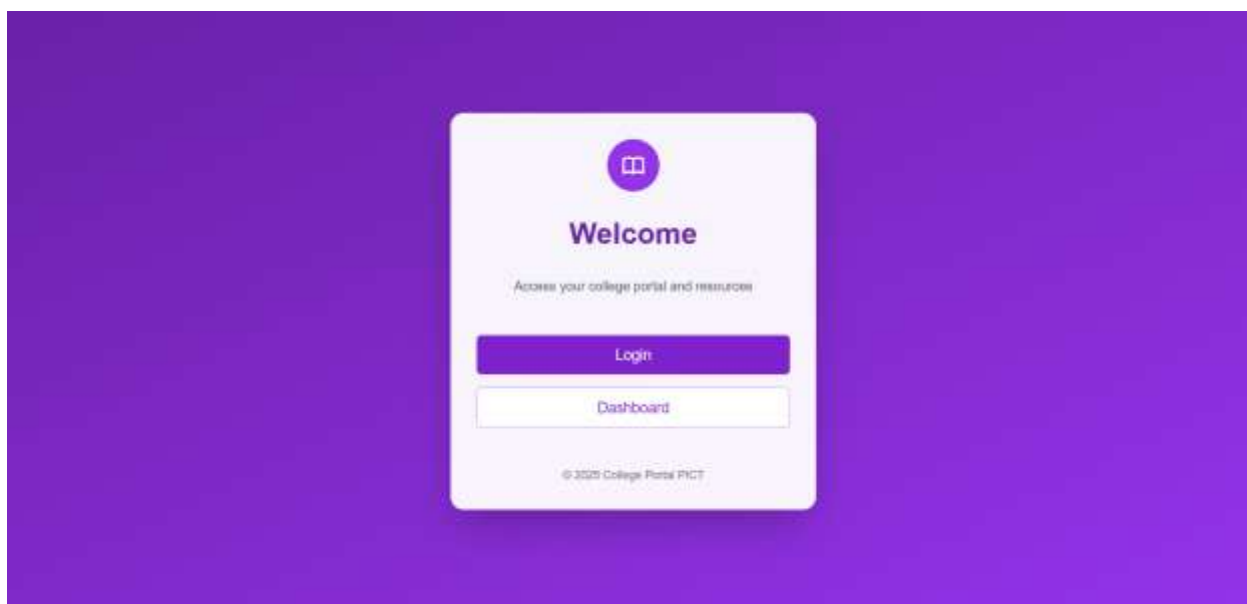 Welcome
Access your college portal and resources
Login
Dashboard
© 2025 College Portal PICT